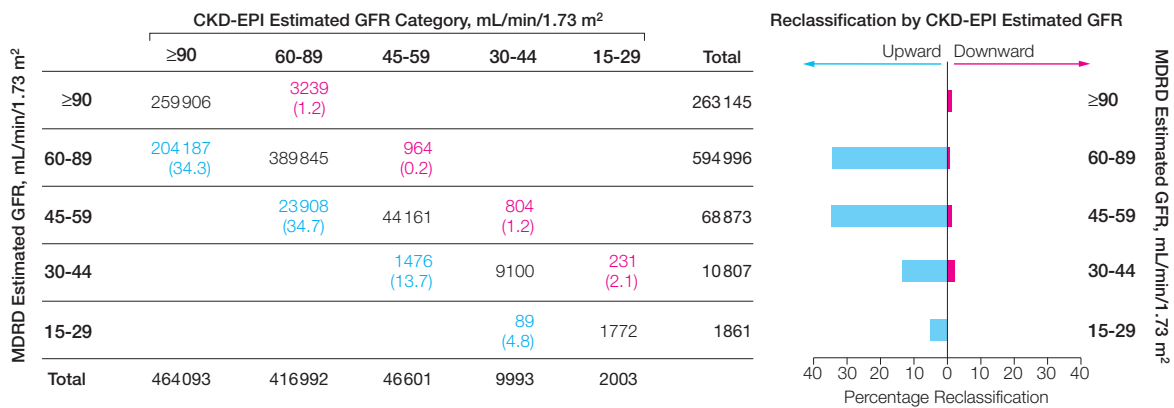 CKD-EPI Estimated GFR Category, mL/min/1.73 m²
≥90 60-89 45-59 30-44 15-29 Total
MDRD Estimated GFR, mL/min/1.73 m²
≥90 259906 3239 263145
(1.2)
60-89 204187 389845 964 594996
(34.3) (0.2)
45-59 23908 44161 804 68873
(34.7) (1.2)
30-44 1476 9100 231 10807
(13.7) (2.1)
15-29 89 1772 1861
(4.8)
Total 464093 416992 46601 9993 2003
Reclassification by CKD-EPI Estimated GFR
Upward Downward
≥90
60-89
45-59
30-44
15-29
MDRD Estimated GFR, mL/min/1.73 m²
40 30 20 10 0 10 20 30 40
Percentage Reclassification